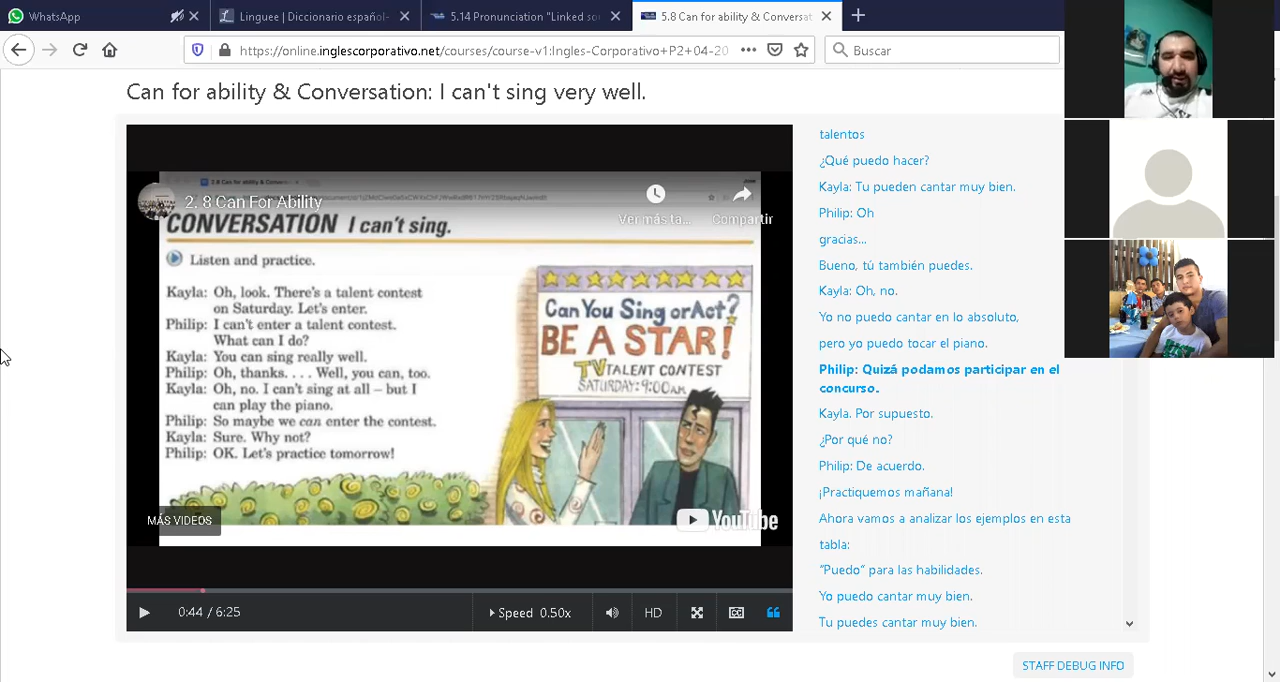 WhatsApp
Linguee | Diccionario español-
5.14 Pronunciation "Linked so
5.8 Can for ability & Conversat
https://online.inglescorporativo.net/courses/course-v1:Ingles-Corporativo+P2+04-20
Buscar
Can for ability & Conversation: I can't sing very well.
2. 8 Can For Ability
Ver más ta...
Compartir
CONVERSATION I can't sing.
Listen and practice.
Kayla: Oh, look. There's a talent contest
on Saturday. Let's enter.
Philip: I can't enter a talent contest.
What can I do?
Kayla: You can sing really well.
Philip: Oh, thanks. . . . Well, you can, too.
Kayla: Oh, no. I can't sing at all – but I
can play the piano.
Philip: So maybe we can enter the contest.
Kayla: Sure. Why not?
Philip: OK. Let's practice tomorrow!
Can You Sing or Act?
BE A STAR!
TV TALENT CONTEST
SATURDAY: 9:00 AM
MÁS VIDEOS
YouTube
0:44 / 6:25
Speed 0.50x
HD
talentos
¿Qué puedo hacer?
Kayla: Tu pueden cantar muy bien.
Philip: Oh
gracias...
Bueno, tú también puedes.
Kayla: Oh, no.
Yo no puedo cantar en lo absoluto,
pero yo puedo tocar el piano.
Philip: Quizá podamos participar en el
concurso.
Kayla. Por supuesto.
¿Por qué no?
Philip: De acuerdo.
¡Practiquemos mañana!
Ahora vamos a analizar los ejemplos en esta
tabla:
"Puedo" para las habilidades.
Yo puedo cantar muy bien.
Tu puedes cantar muy bien.
STAFF DEBUG INFO